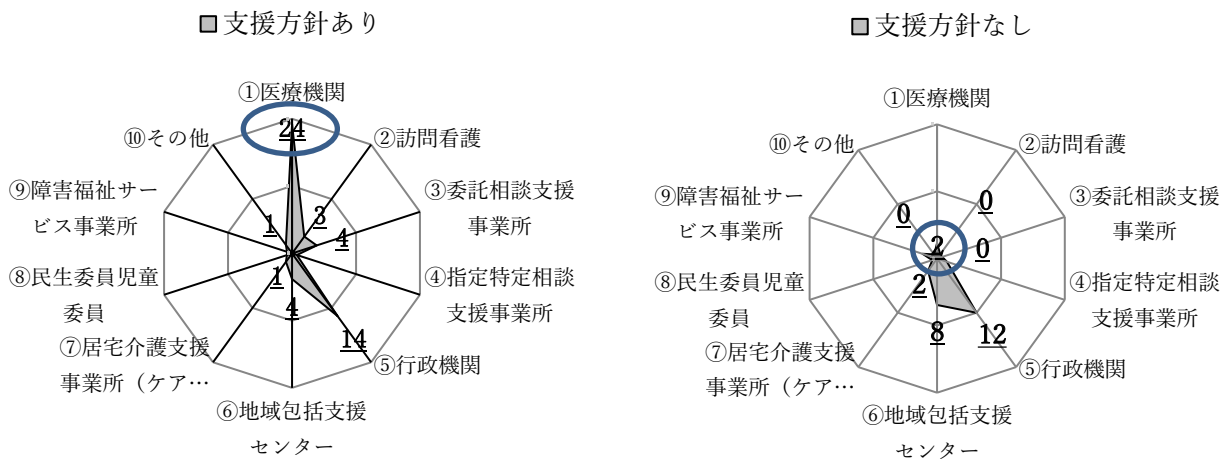 支援方針あり
①医療機関
24
⑩その他
②訪問看護
⑨障害福祉サー
ビス事業所
③委託相談支援
事業所
1
3
4
⑧民生委員児童
委員
④指定特定相談
支援事業所
1
4
14
⑦居宅介護支援
事業所（ケア…
⑤行政機関
⑥地域包括支援
センター
支援方針なし
①医療機関
⑩その他
②訪問看護
⑨障害福祉サー
ビス事業所
③委託相談支援
事業所
0
0
2
0
⑧民生委員児童
委員
④指定特定相談
支援事業所
2
8
12
⑦居宅介護支援
事業所（ケア…
⑤行政機関
⑥地域包括支援
センター